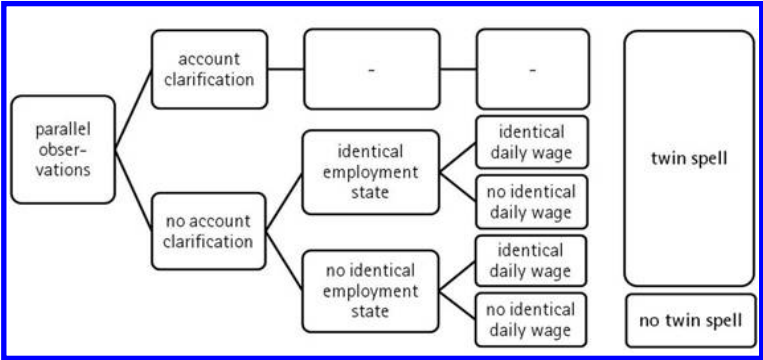 parallel
obser-
vations
account
clarification
-
-
no account
clarification
identical
employment
state
identical
daily wage
no identical
daily wage
no identical
employment
state
identical
daily wage
no identical
daily wage
twin spell
no twin spell